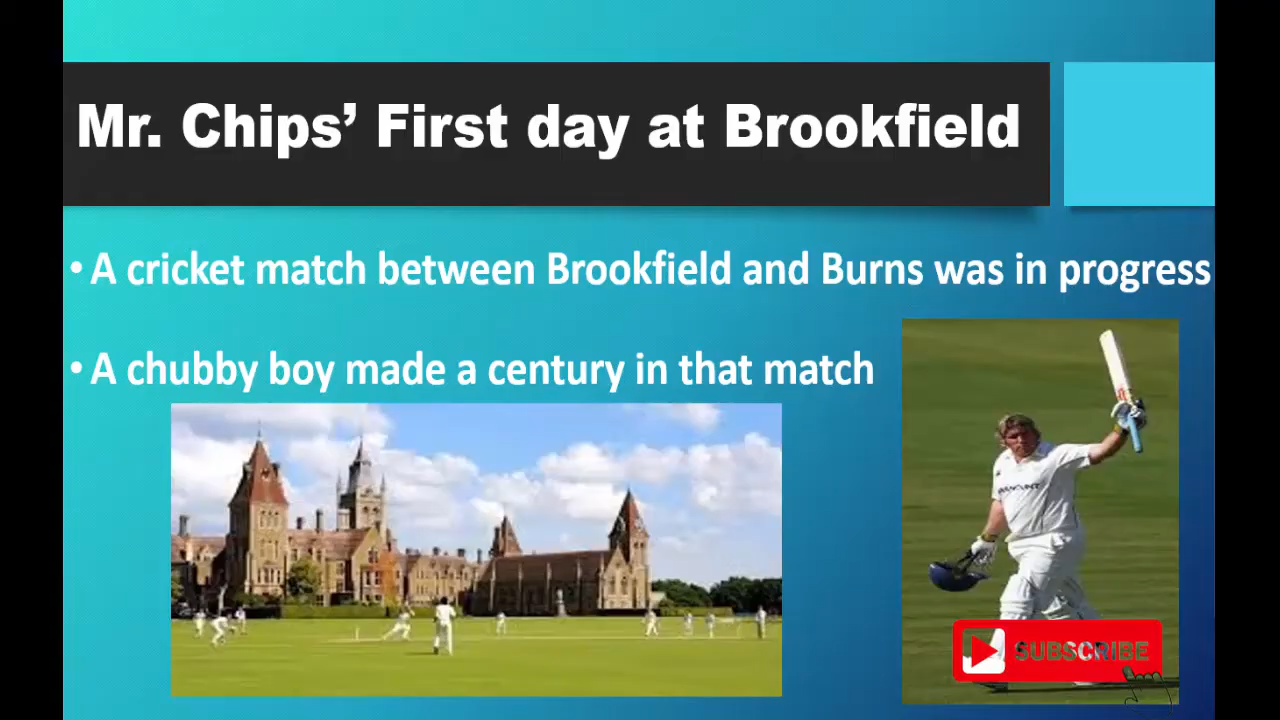 Mr. Chips’ First day at Brookfield
• A cricket match between Brookfield and Burns was in progress
• A chubby boy made a century in that match
SUBSCRIBE